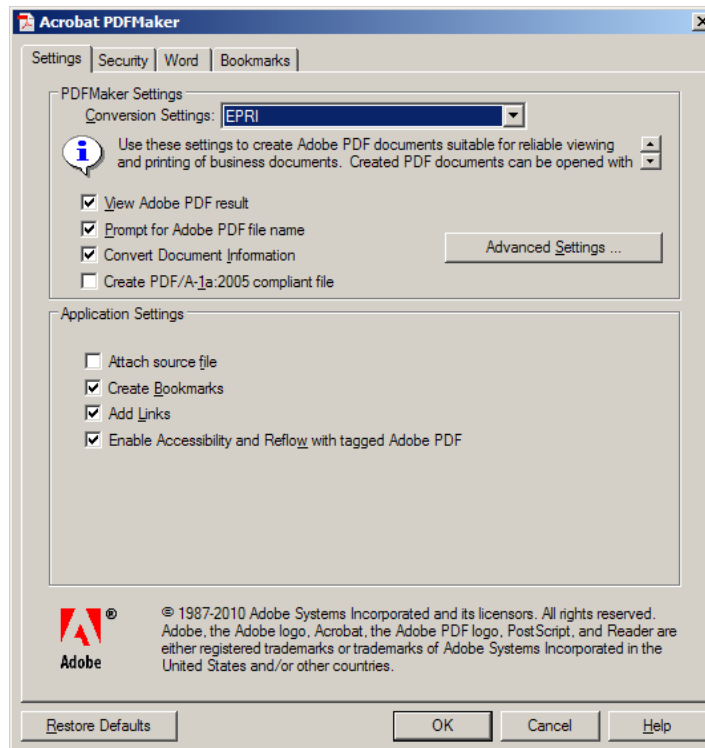 Acrobat PDFMaker
Settings
Security
Word
Bookmarks
PDFMaker Settings
Conversion Settings: EPRI
Use these settings to create Adobe PDF documents suitable for reliable viewing
and printing of business documents. Created PDF documents can be opened with
View Adobe PDF result
Prompt for Adobe PDF file name
Convert Document Information
Advanced Settings ...
Create PDF/A-1a:2005 compliant file
Application Settings
Attach source file
Create Bookmarks
Add Links
Enable Accessibility and Reflow with tagged Adobe PDF
Adobe
®
© 1987-2010 Adobe Systems Incorporated and its licensors. All rights reserved.
Adobe, the Adobe logo, Acrobat, the Adobe PDF logo, PostScript, and Reader are
either registered trademarks or trademarks of Adobe Systems Incorporated in the
United States and/or other countries.
Restore Defaults
OK
Cancel
Help